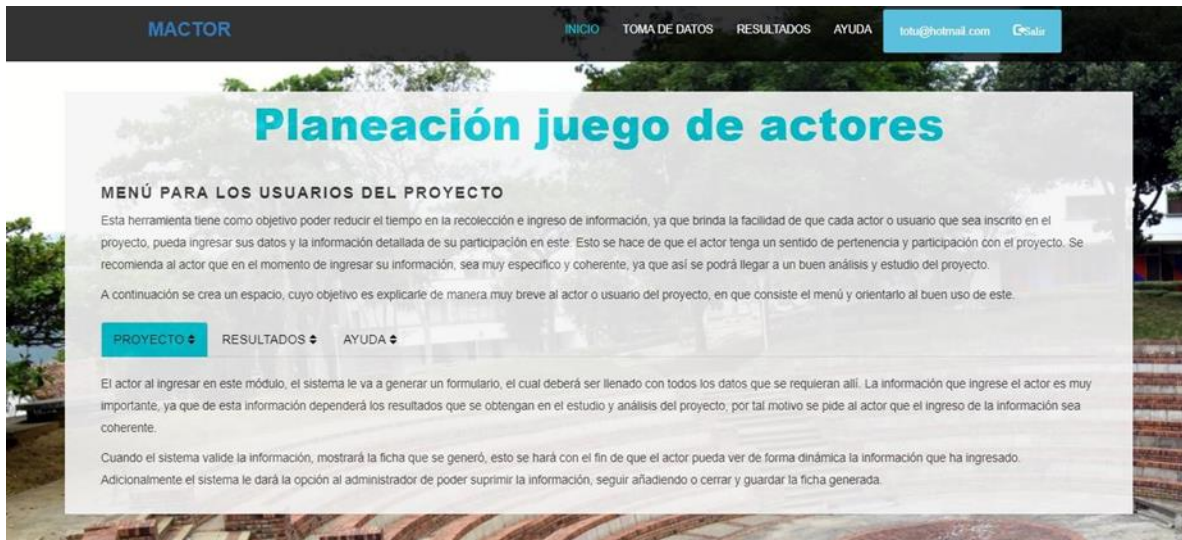 MACTOR
INICIO TOMA DE DATOS RESULTADOS AYUDA totu@hotmail.com Salir
Planeación juego de actores
MENÚ PARA LOS USUARIOS DEL PROYECTO
Esta herramienta tiene como objetivo poder reducir el tiempo en la recolección e ingreso de información, ya que brinda la facilidad de que cada actor o usuario que sea inscrito en el
proyecto, pueda ingresar sus datos y la información detallada de su participación en este. Esto se hace de que el actor tenga un sentido de pertenencia y participación con el proyecto. Se
recomienda al actor que en el momento de ingresar su información, sea muy especifico y coherente, ya que así se podrá llegar a un buen análisis y estudio del proyecto.
A continuación se crea un espacio, cuyo objetivo es explicarle de manera muy breve al actor o usuario del proyecto, en que consiste el menú y orientarlo al buen uso de este.
PROYECTO RESULTADOS AYUDA
El actor al ingresar en este módulo, el sistema le va a generar un formulario, el cual deberá ser llenado con todos los datos que se requieran allí. La información que ingrese el actor es muy
importante, ya que de esta información dependerá los resultados que se obtengan en el estudio y análisis del proyecto, por tal motivo se pide al actor que el ingreso de la información sea
coherente.
Cuando el sistema valide la información, mostrará la ficha que se generó, esto se hará con el fin de que el actor pueda ver de forma dinámica la información que ha ingresado.
Adicionalmente el sistema le dará la opción al administrador de poder suprimir la información, seguir añadiendo o cerrar y guardar la ficha generada.